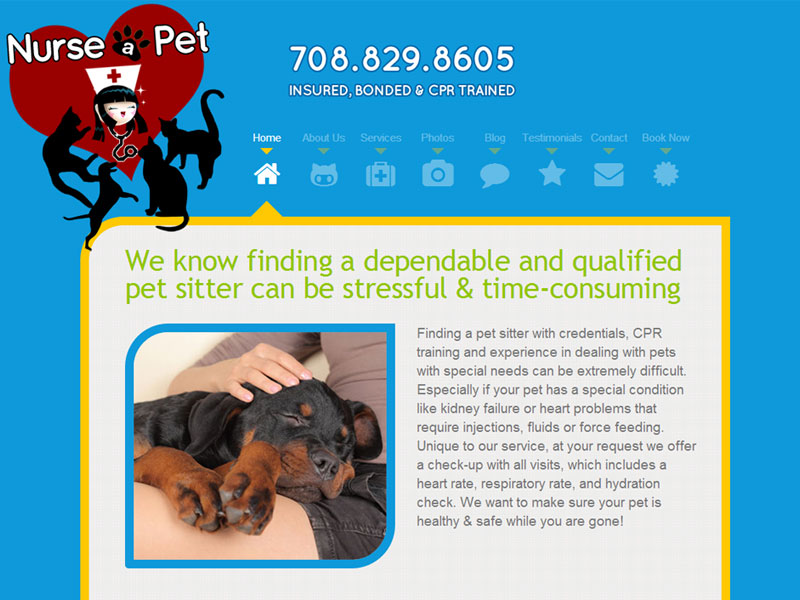 Nurse a Pet
708.829.8605
INSURED, BONDED & CPR TRAINED
Home About Us Services Photos Blog Testimonials Contact Book Now
We know finding a dependable and qualified
pet sitter can be stressful & time-consuming
Finding a pet sitter with credentials, CPR
training and experience in dealing with pets
with special needs can be extremely difficult.
Especially if your pet has a special condition
like kidney failure or heart problems that
require injections, fluids or force feeding.
Unique to our service, at your request we offer
a check-up with all visits, which includes a
heart rate, respiratory rate, and hydration
check. We want to make sure your pet is
healthy & safe while you are gone!